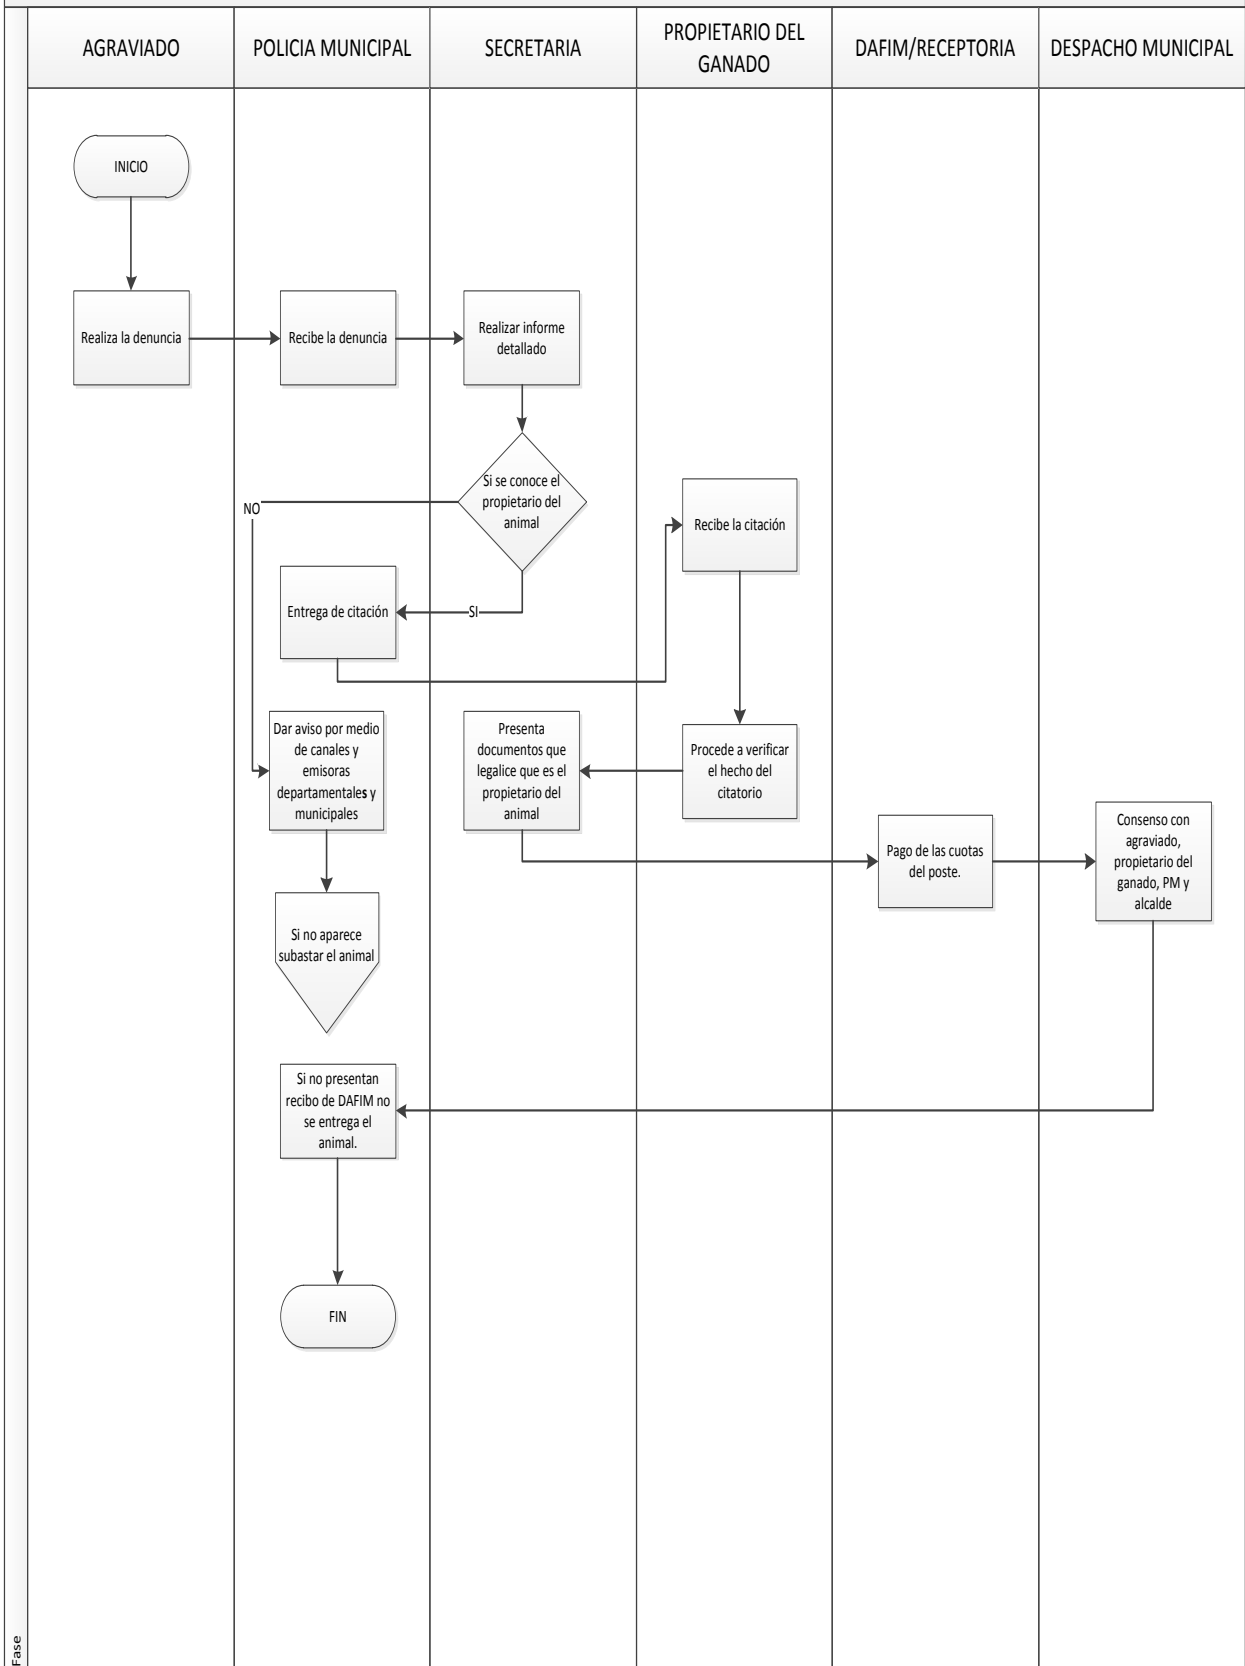 AGRAVIADO
POLICIA MUNICIPAL
SECRETARIA
PROPIETARIO DEL
GANADO
DAFIM/RECEPTORIA
DESPACHO MUNICIPAL
INICIO
Realiza la denuncia
Recibe la denuncia
Realizar informe
detallado
Si se conoce el
propietario del
animal
NO
Recibe la citación
Entrega de citación
SI
Dar aviso por medio
de canales y
emisoras
departamentales y
municipales
Presenta
documentos que
legalice que es el
propietario del
animal
Procede a verificar
el hecho del
citatorio
Pago de las cuotas
del poste.
Consenso con
agraviado,
propietario del
ganado, PM y
alcalde
Si no aparece
subastar el animal
Si no presentan
recibo de DAFIM no
se entrega el
animal.
FIN
Fase